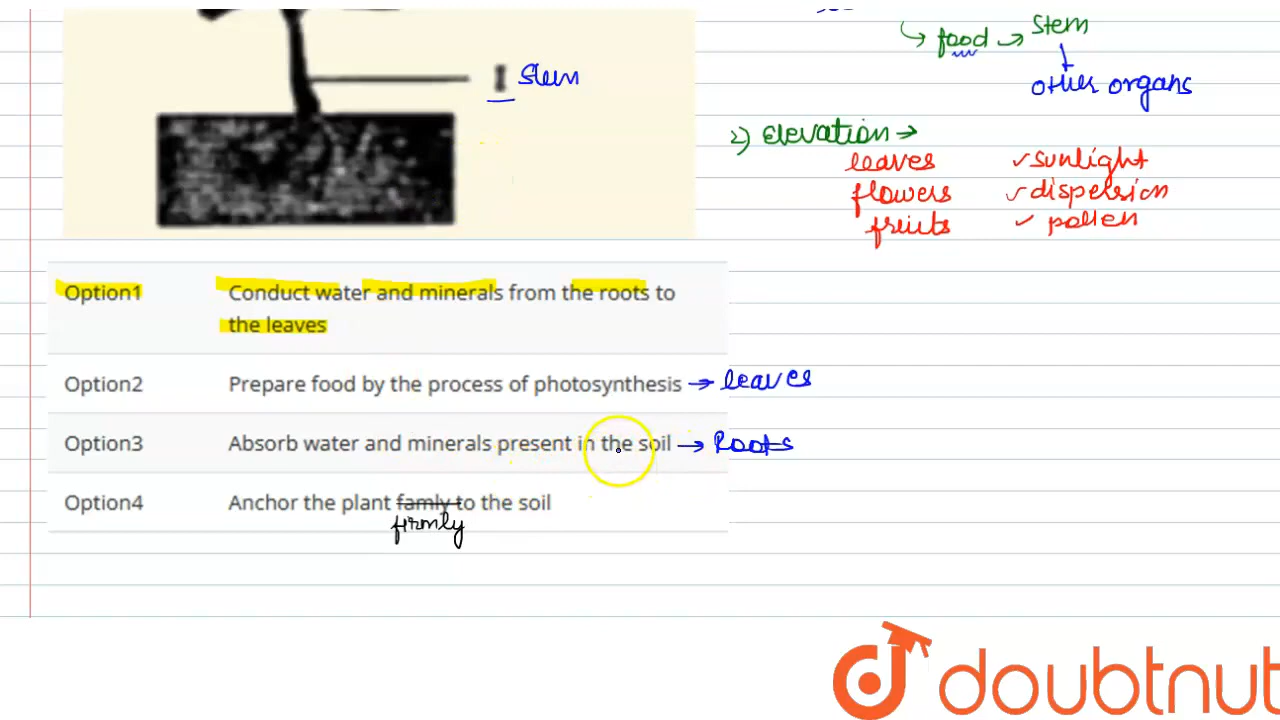 food → Stem
other organs
I Stem
2) Elevation →
leaves ✓ sunlight
flowers ✓ dispersion
fruits ✓ pollen
Option1 Conduct water and minerals from the roots to
the leaves
Option2 Prepare food by the process of photosynthesis → leaves
Option3 Absorb water and minerals present in the soil → Roots
Option4 Anchor the plant famly to the soil
firmly
doubtnut